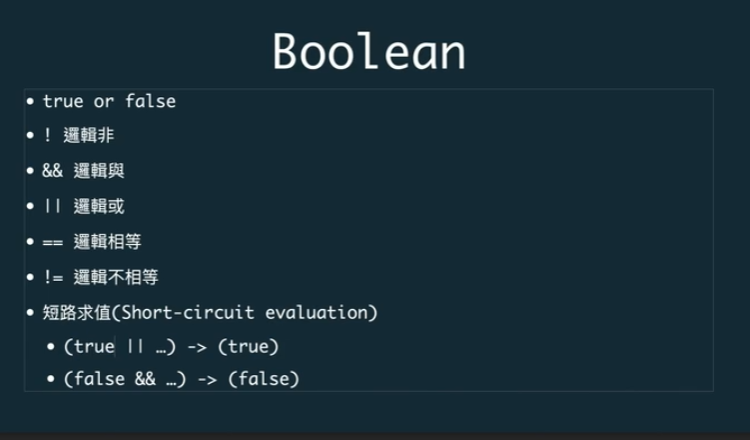 Boolean
• true or false
• ! 邏輯非
• && 邏輯與
• || 邏輯或
• == 邏輯相等
• != 邏輯不相等
• 短路求值(Short-circuit evaluation)
• (true || …) -> (true)
• (false && …) -> (false)